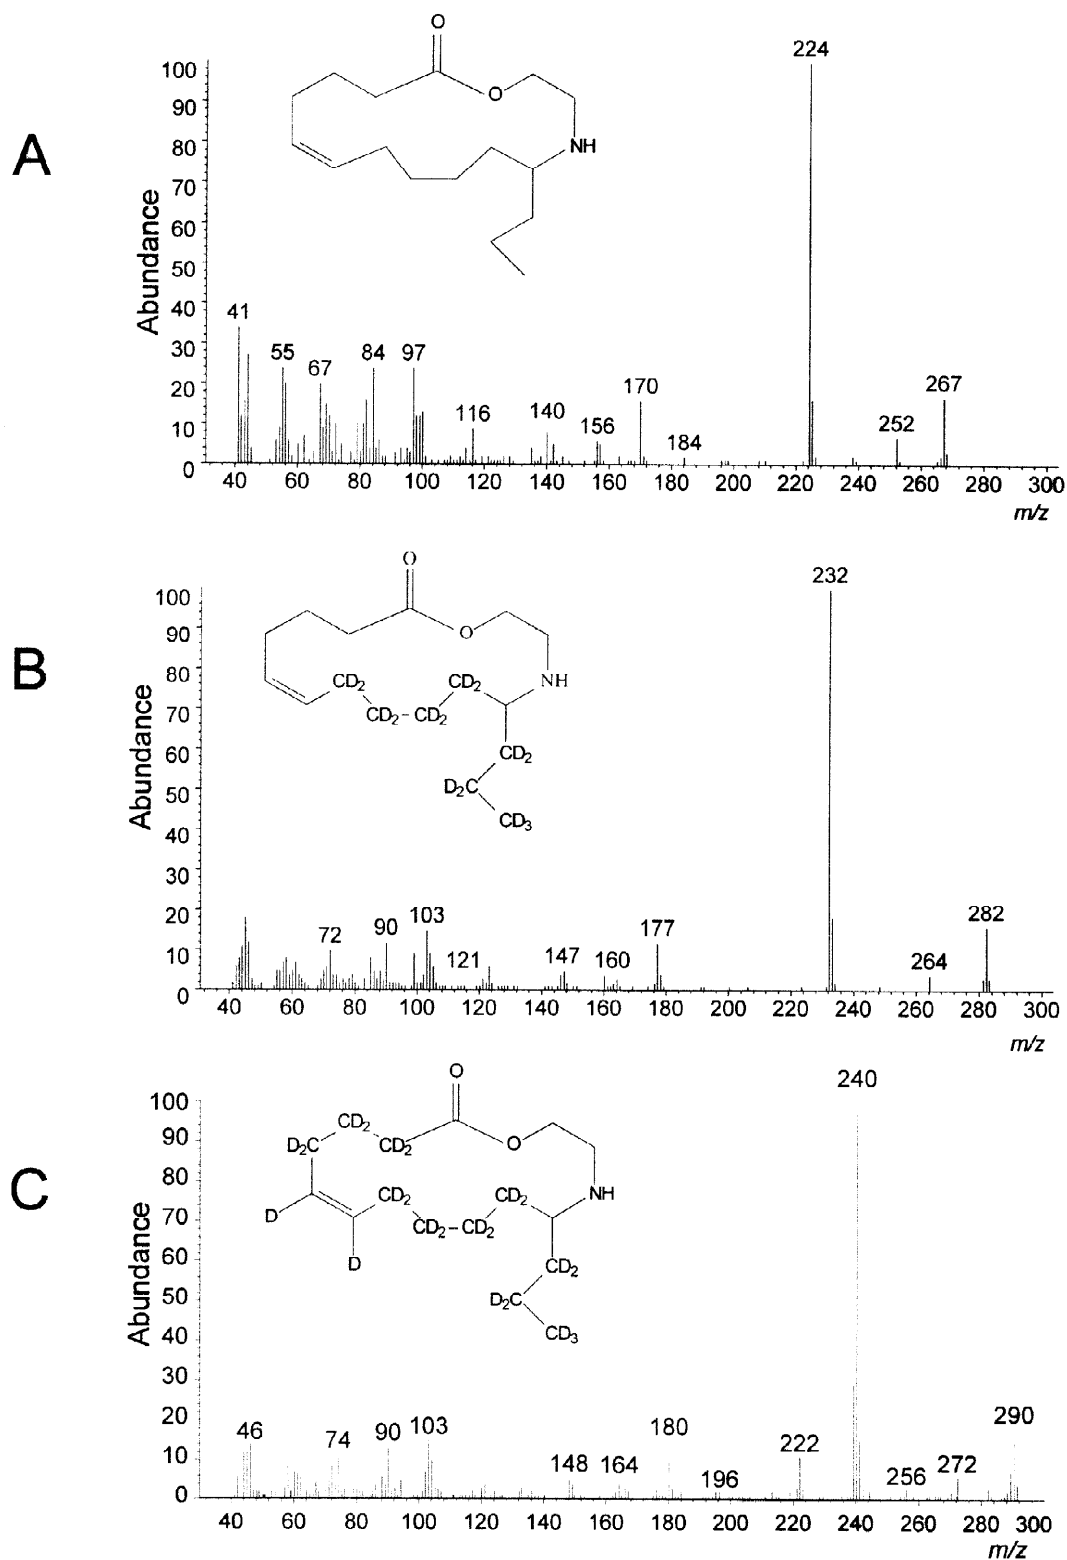 A
Abundance
100
90
80
70
60
50
40
30
20
10
0
O
O
NH
224
41
55
67
84
97
116
140
156
170
184
252
267
40 60 80 100 120 140 160 180 200 220 240 260 280 300
m/z
B
Abundance
100
90
80
70
60
50
40
30
20
10
0
O
O
NH
CD2
CD2
CD2-CD2
CD2
D2C
CD3
232
72
90
103
121
147
160
177
264
282
40 60 80 100 120 140 160 180 200 220 240 260 280 300
m/z
C
Abundance
100
90
80
70
60
50
40
30
20
10
0
O
CD2
D2C
CD2
O
NH
CD2
CD2
D
CD2-CD2
D
CD2
D2C
CD3
240
46
74
90
103
148
164
180
196
222
256
272
290
40 60 80 100 120 140 160 180 200 220 240 260 280 300
m/z